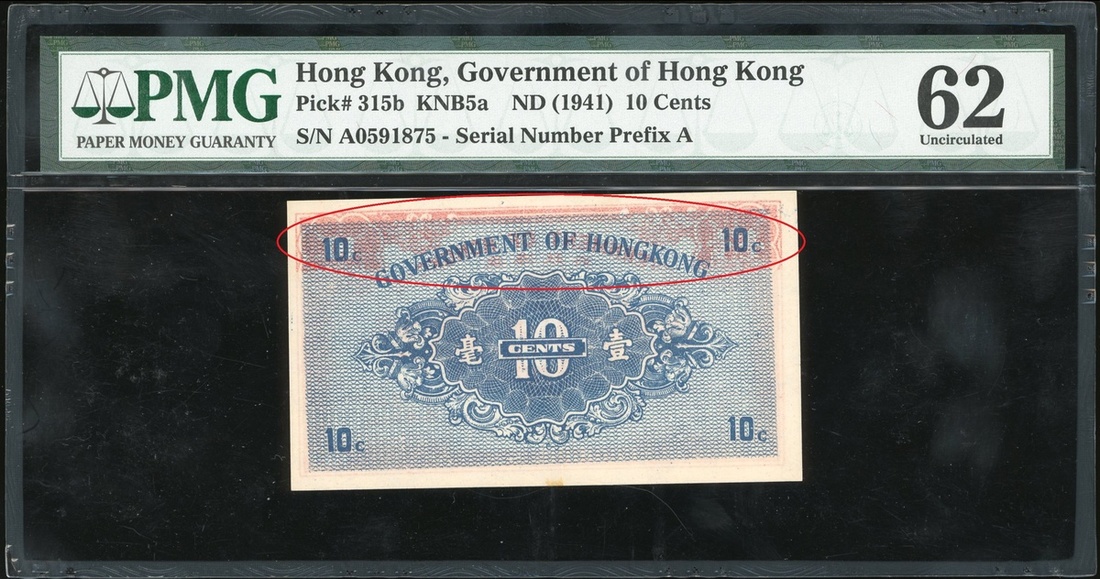 PMG
PAPER MONEY GUARANTY
Hong Kong, Government of Hong Kong
Pick# 315b KNB5a ND (1941) 10 Cents
S/N A0591875 - Serial Number Prefix A
62
Uncirculated
10c 10c
GOVERNMENT OF HONGKONG
毫 10 壹
CENTS
10c 10c